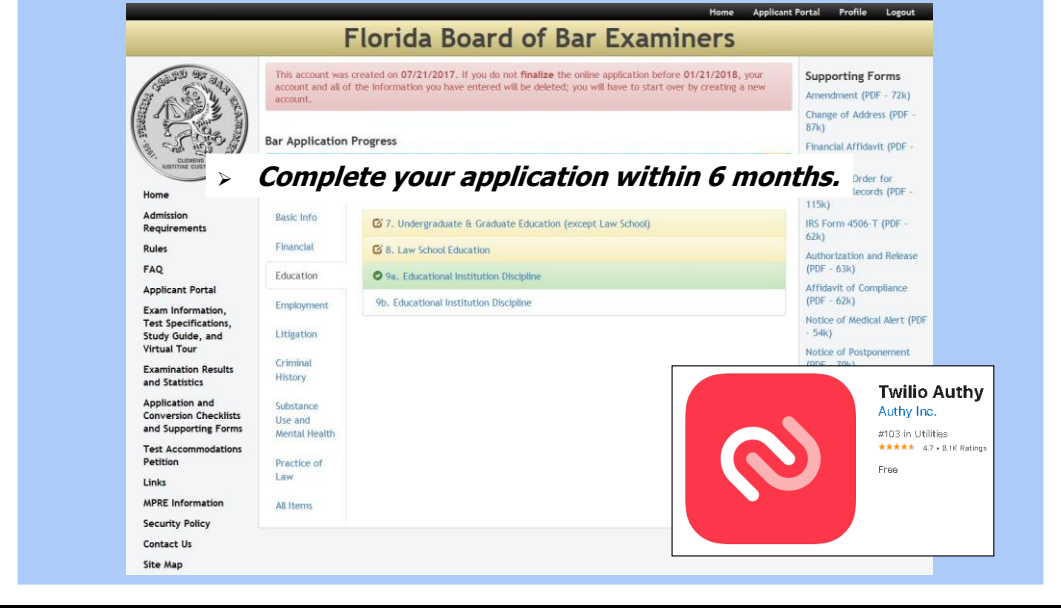 Home Applicant Portal Profile Logout
Florida Board of Bar Examiners
This account was created on 07/21/2017. If you do not finalize the online application before 01/21/2018, your
account and all of the information you have entered will be deleted; you will have to start over by creating a new
account.
Bar Application Progress
➢ Complete your application within 6 months.
Home
Admission
Requirements
Rules
FAQ
Applicant Portal
Exam Information,
Test Specifications,
Study Guide, and
Virtual Tour
Examination Results
and Statistics
Application and
Conversion Checklists
and Supporting Forms
Test Accommodations
Petition
Links
MPRE Information
Security Policy
Contact Us
Site Map
Basic Info
Financial
Education
Employment
Litigation
Criminal
History
Substance
Use and
Mental Health
Practice of
Law
All Items
7. Undergraduate & Graduate Education (except Law School)
8. Law School Education
9a. Educational Institution Discipline
9b. Educational Institution Discipline
Supporting Forms
Amendment (PDF - 72k)
Change of Address (PDF -
87k)
Financial Affidavit (PDF -
Order for
Records (PDF -
115k)
IRS Form 4506-T (PDF -
62k)
Authorization and Release
(PDF - 63k)
Affidavit of Compliance
(PDF - 62k)
Notice of Medical Alert (PDF
- 54k)
Notice of Postponement
Twilio Authy
Authy Inc.
#103 in Utilities
★★★★★ 4.7 • 8.1K Ratings
Free